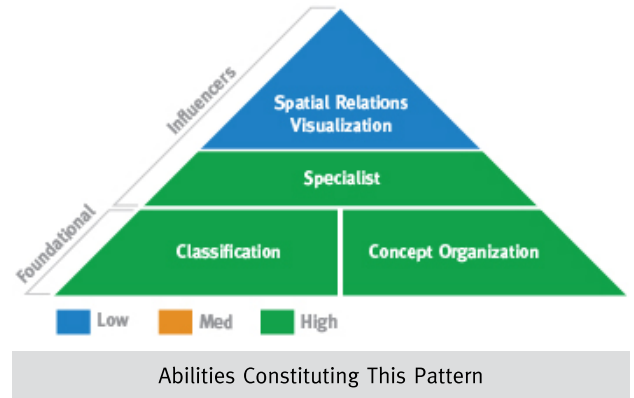 Influencers
Spatial Relations
Visualization
Specialist
Foundational
Classification
Concept Organization
Low
Med
High
Abilities Constituting This Pattern